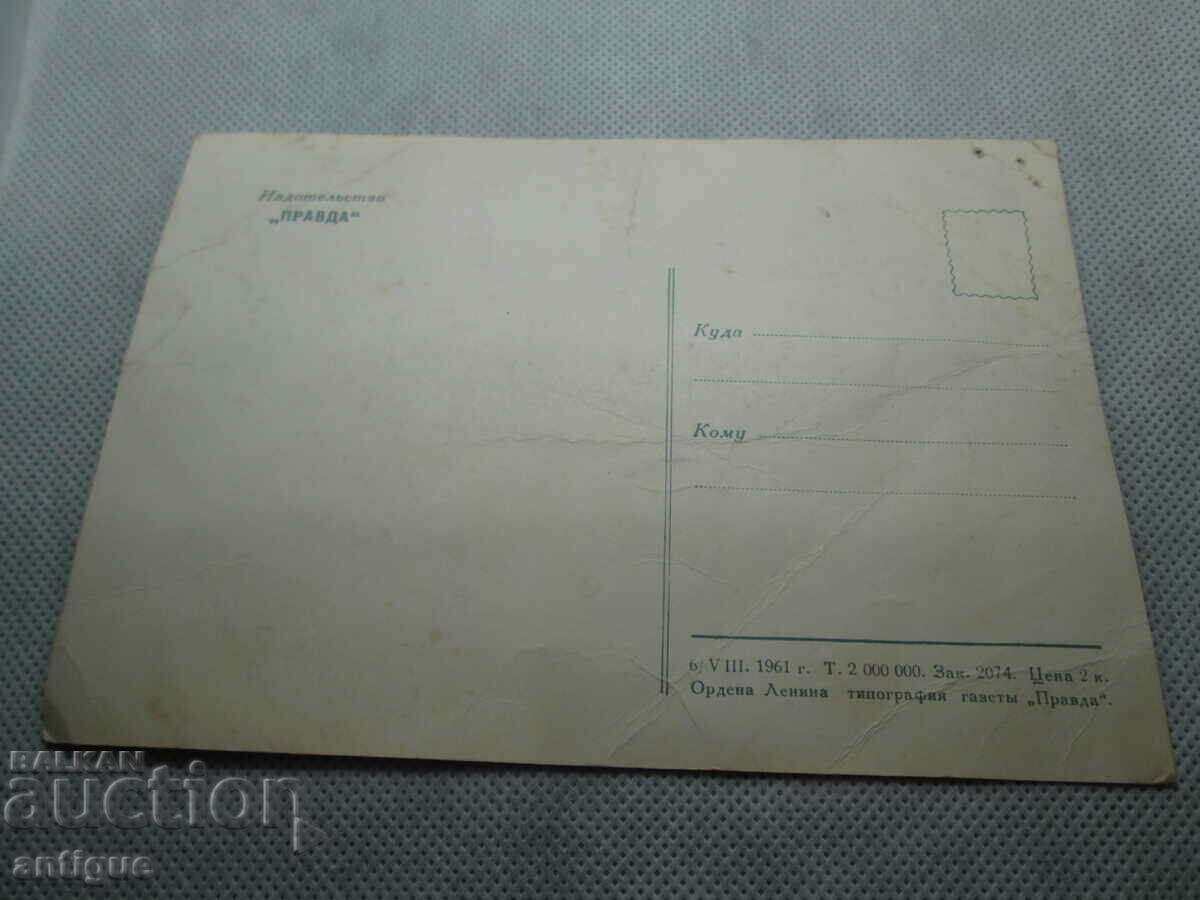 Издательство
„ПРАВДА“
Куда
Кому
6/VIII. 1961 г. Т. 2 000 000. Зак. 2074. Цена 2 к.
Ордена Ленина типография газеты „Правда“.
BALKAN
auction
antique